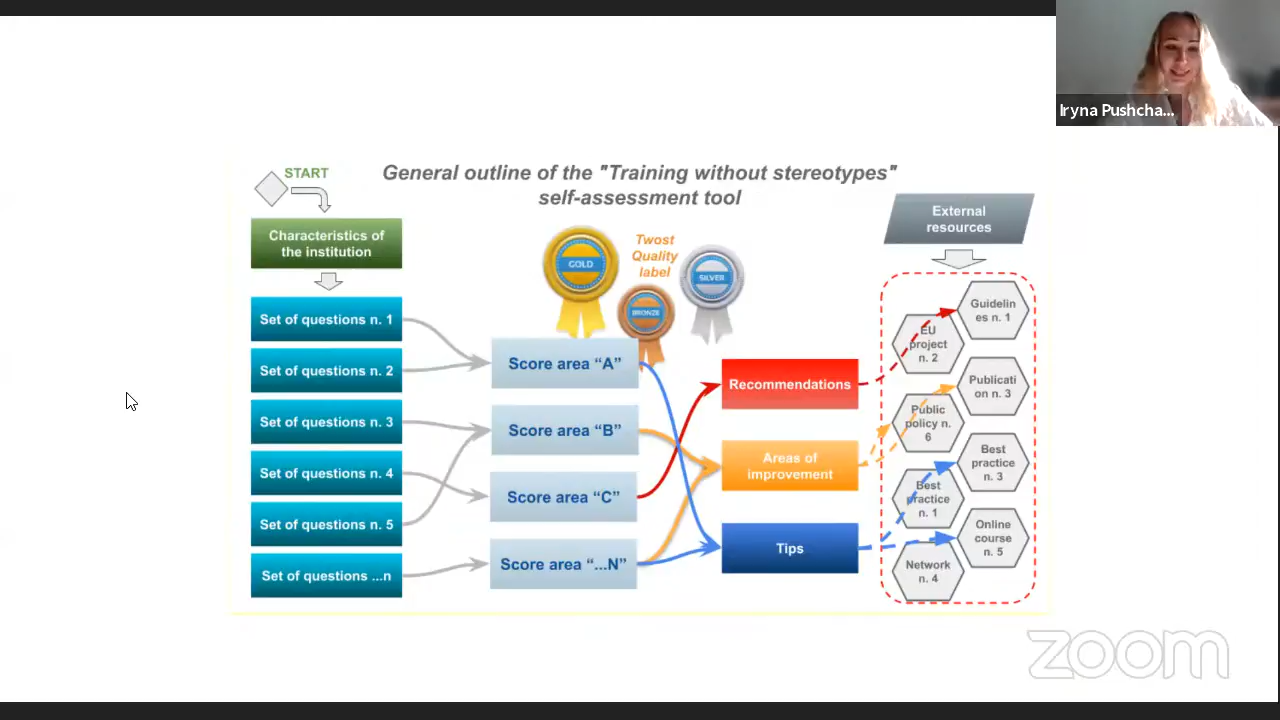 Iryna Pushcha...
START
General outline of the "Training without stereotypes"
self-assessment tool
Characteristics of
the institution
Set of questions n. 1
Set of questions n. 2
Set of questions n. 3
Set of questions n. 4
Set of questions n. 5
Set of questions ...n
GOLD
Twost
Quality
label
SILVER
BRONZE
Score area “A”
Score area “B”
Score area “C”
Score area “...N”
Recommendations
Areas of
improvement
Tips
External
resources
Guidelin
es n. 1
EU
project
n. 2
Publicati
on n. 3
Public
policy n.
6
Best
practice
n. 3
Best
practice
n. 1
Online
course
n. 5
Network
n. 4
zoom